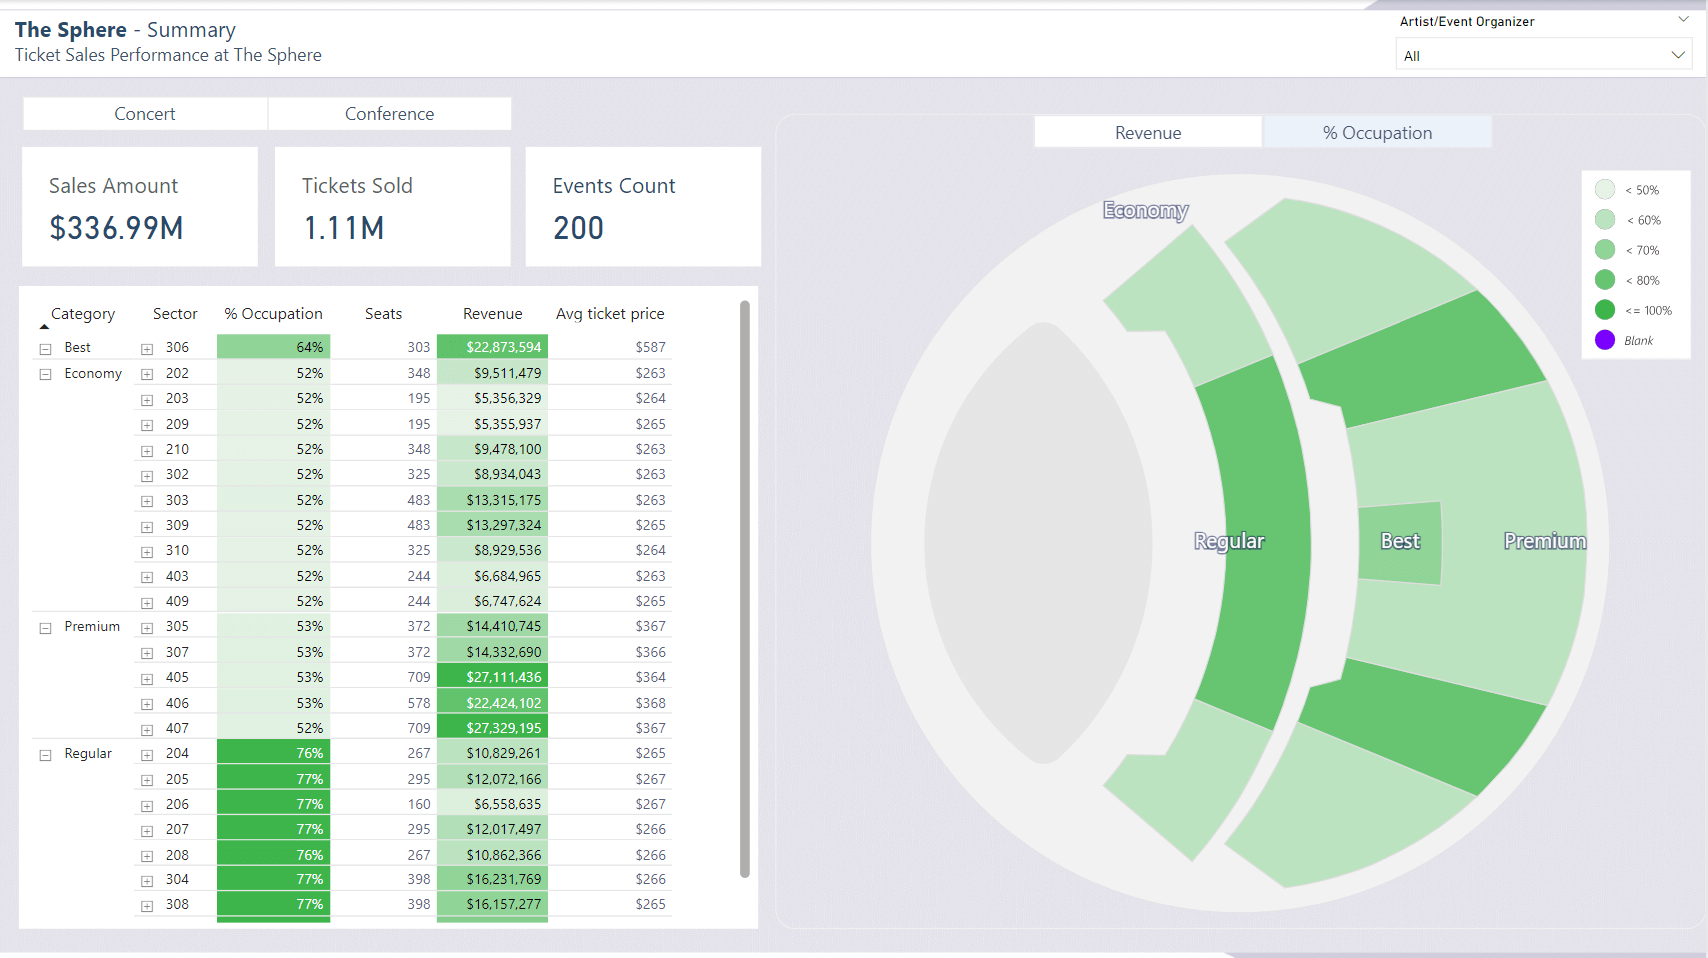 The Sphere - Summary
Ticket Sales Performance at The Sphere
Artist/Event Organizer
All
Concert
Conference
Sales Amount
$336.99M
Tickets Sold
1.11M
Events Count
200
Category Sector % Occupation Seats Revenue Avg ticket price
Best 306 64% 303 $22,873,594 $587
Economy 202 52% 348 $9,511,479 $263
203 52% 195 $5,356,329 $264
209 52% 195 $5,355,937 $265
210 52% 348 $9,478,100 $263
302 52% 325 $8,934,043 $263
303 52% 483 $13,315,175 $263
309 52% 483 $13,297,324 $265
310 52% 325 $8,929,536 $264
403 52% 244 $6,684,965 $263
409 52% 244 $6,747,624 $265
Premium 305 53% 372 $14,410,745 $367
307 53% 372 $14,332,690 $366
405 53% 709 $27,111,436 $364
406 53% 578 $22,424,102 $368
407 52% 709 $27,329,195 $367
Regular 204 76% 267 $10,829,261 $265
205 77% 295 $12,072,166 $267
206 77% 160 $6,558,635 $267
207 77% 295 $12,017,497 $266
208 76% 267 $10,862,366 $266
304 77% 398 $16,231,769 $266
308 77% 398 $16,157,277 $265
Revenue
% Occupation
< 50%
< 60%
< 70%
< 80%
<= 100%
Blank
Economy
Regular
Best
Premium